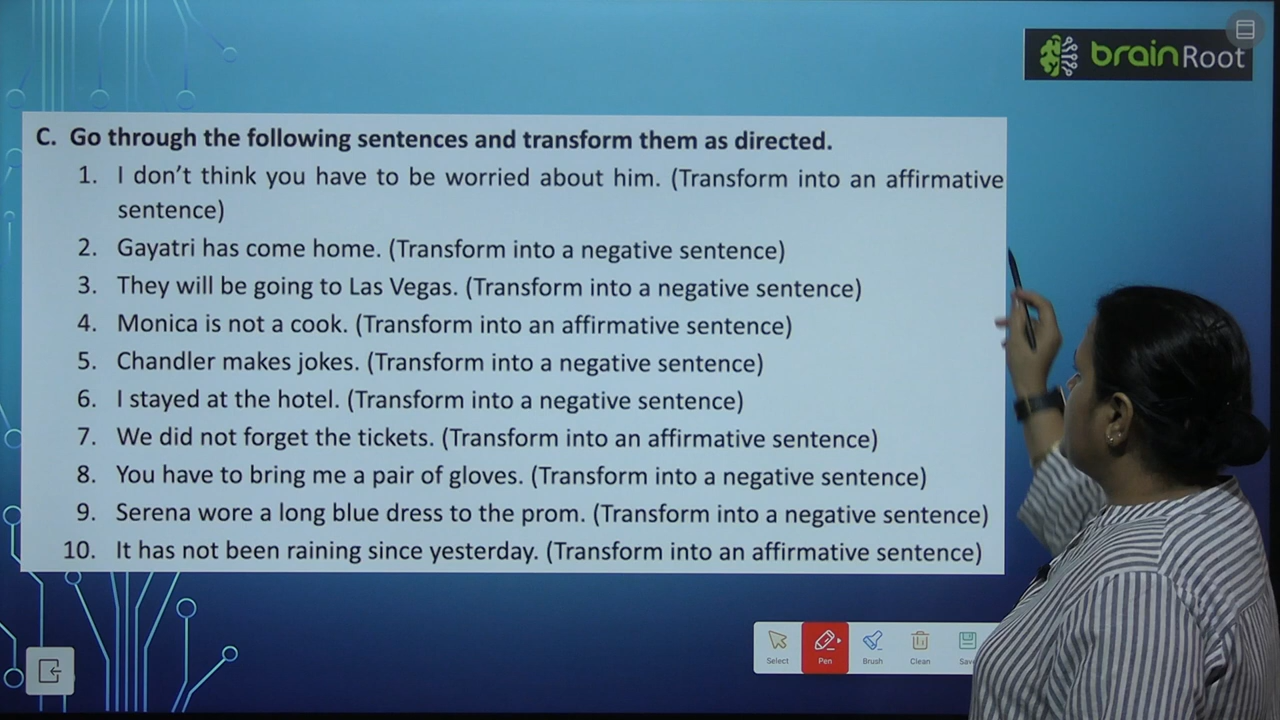 brainRoot
C. Go through the following sentences and transform them as directed.
1. I don't think you have to be worried about him. (Transform into an affirmative
sentence)
2. Gayatri has come home. (Transform into a negative sentence)
3. They will be going to Las Vegas. (Transform into a negative sentence)
4. Monica is not a cook. (Transform into an affirmative sentence)
5. Chandler makes jokes. (Transform into a negative sentence)
6. I stayed at the hotel. (Transform into a negative sentence)
7. We did not forget the tickets. (Transform into an affirmative sentence)
8. You have to bring me a pair of gloves. (Transform into a negative sentence)
9. Serena wore a long blue dress to the prom. (Transform into a negative sentence)
10. It has not been raining since yesterday. (Transform into an affirmative sentence)
Select Pen Brush Clean Save